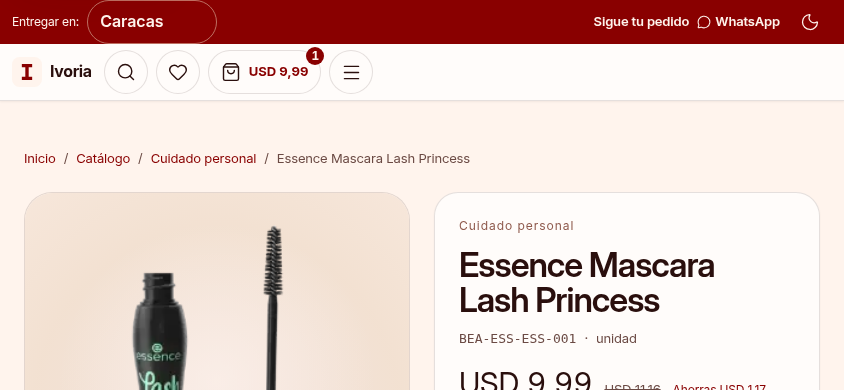 Entregar en: Caracas Sigue tu pedido WhatsApp
I Ivoria USD 9,99 1
Inicio / Catálogo / Cuidado personal / Essence Mascara Lash Princess
Cuidado personal
Essence Mascara
Lash Princess
BEA-ESS-ESS-001 · unidad
USD 9,99 USD 11,16 Ahorras USD 1,17
essence
Lash